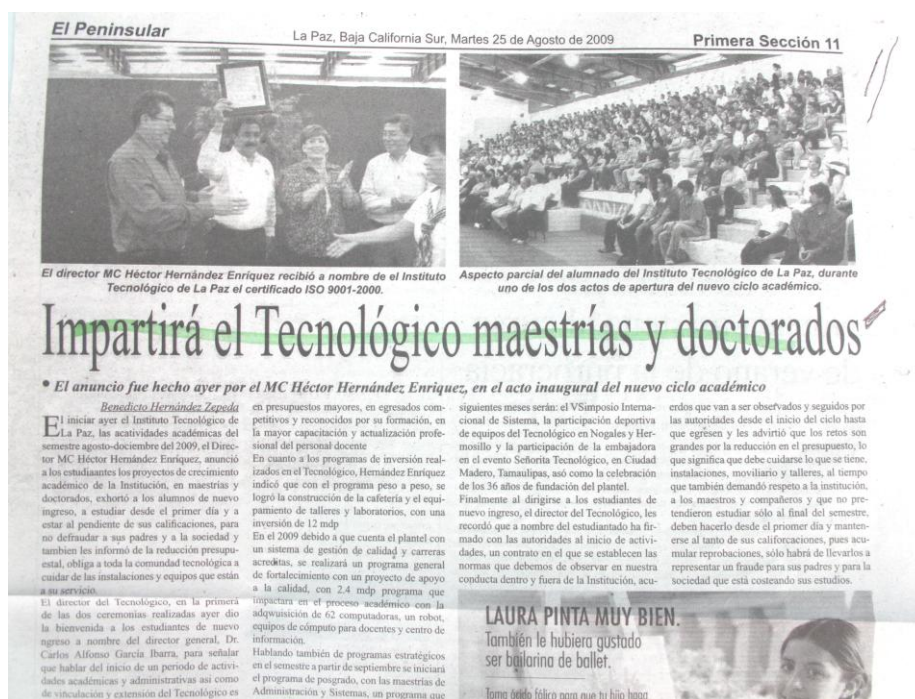 El Peninsular
La Paz, Baja California Sur, Martes 25 de Agosto de 2009
Primera Sección 11
El director MC Héctor Hernández Enríquez recibió a nombre de el Instituto
Tecnológico de La Paz el certificado ISO 9001-2000.
Aspecto parcial del alumnado del Instituto Tecnológico de La Paz, durante
uno de los dos actos de apertura del nuevo ciclo académico.
Impartirá el Tecnológico maestrías y doctorados
* El anuncio fue hecho ayer por el MC Héctor Hernández Enriquez, en el acto inaugural del nuevo ciclo académico
Benedicto Hernández Zepeda
El iniciar ayer el Instituto Tecnológico de
La Paz, las acatividades académicas del
semestre agosto-dociembre del 2009, el Direc-
tor MC Héctor Hernández Enríquez, anunció
a los estudiaantes los proyectos de crecimiento
académico de la Institución, en maestrias y
doctorados, exhortó a los alumnos de nuevo
ingreso, a estudiar desde el primer día y a
estar al pendiente de sus calificaciones, para
no defraudar a sus padres y a la sociedad y
tambien les informó de la reducción presupu-
estal, obliga a toda la comunidad tecnológica a
cuidar de las instalaciones y equipos que están
a su servicio.
El director del Tecnológico, en la primera
de las dos ceremonias realizadas ayer dio
la bienvenida a los estudiantes de nuevo
ngreso a nombre del director general, Dr.
Carlos Alfonso García Ibarra, para señalar
que hablar del inicio de un periodo de activi-
dades académicas y administrativas así como
de vinculación y extensión del Tecnológico es
en presupuestos mayores, en egresados com-
petitivos y reconocidos por su formación, en
la mayor capacitación y actualización profe-
sional del personal docente
En cuanto a los programas de inversión real-
izados en el Tecnológico, Hernández Enríquez
indicó que con el programa peso a peso, se
logró la construcción de la cafetería y el equi-
pamiento de talleres y laboratorios, con una
inversión de 12 mdp
En el 2009 debido a que cuenta el plantel con
un sistema de gestión de calidad y carreras
acreditas, se realizará un programa general
de fortalecimiento con un proyecto de apoyo
a la calidad, con 2.4 mdp programa que
impactara en el proceso académico con la
adqwuisición de 62 computadoras, un robot,
equipos de cómputo para docentes y centro de
información.
Hablando también de programas estratégicos
en el semestre a partir de septiembre se iniciará
el programa de posgrado, con las maestrías de
Administración y Sistemas, un programa que
siguientes meses serán: el VSimposio Interna-
cional de Sistema, la participación deportiva
de equipos del Tecnológico en Nogales y Her-
mosillo y la participación de la embajadora
en el evento Señorita Tecnológico, en Ciudad
Madero, Tamaulipas, asó como la celebración
de los 36 años de fundación del plantel.
Finalmente al dirigirse a los estudiantes de
nuevo ingreso, el director del Tecnológico, les
recordó que a nombre del estudiantado ha fir-
mado con las autoridades al inicio de activi-
dades, un contrato en el que se establecen las
normas que debemos de observar en nuestra
conducta dentro y fuera de la Institución, acu-
erdos que van a ser observados y seguidos por
las autoridades desde el inicio del ciclo hasta
que egresen y les advirtió que los retos son
grandes por la reducción en el presupuesto, lo
que significa que debe cuidarse lo que se tiene,
instalaciones, moviliario y talleres, al tiempo
que también demandó respeto a la institución,
a los maestros y compañeros y que no pre-
tendieron estudiar sólo al final del semestre,
deben hacerlo desde el priomer día y manten-
erse al tanto de sus califorcaciones, pues acu-
mular reprobaciones, sólo habrá de llevarlos a
representar un fraude para sus padres y para la
sociedad que está costeando sus estudios.
LAURA PINTA MUY BIEN.
También le hubiera gustado
ser bailarina de ballet.
Toma ácido fólico para que tu hijo haga